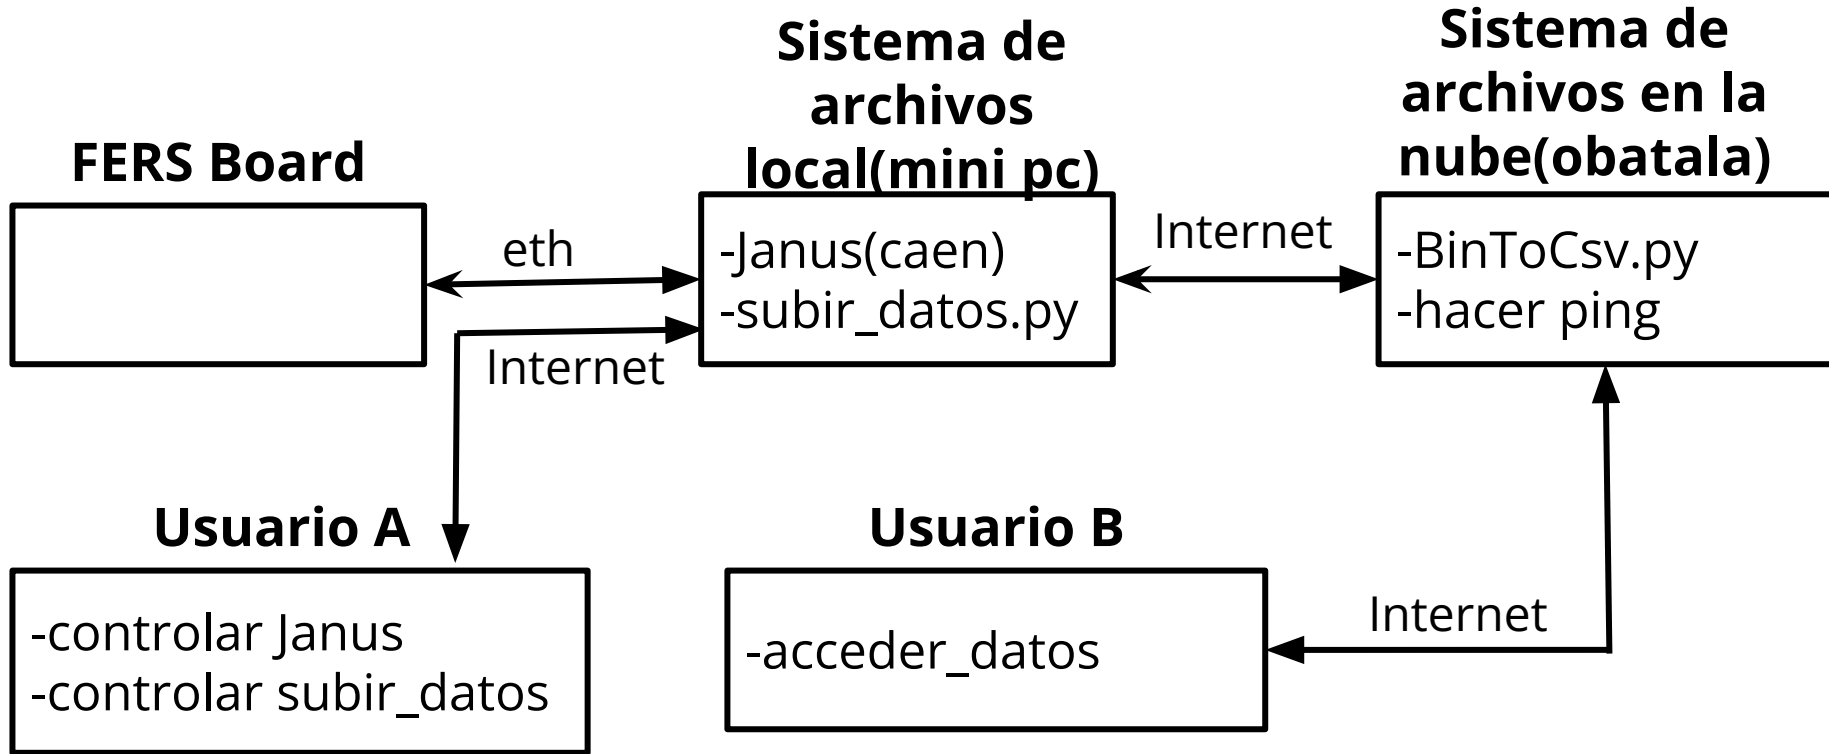 FERS Board
eth
Sistema de
archivos
local(mini pc)
-Janus(caen)
-subir_datos.py
Internet
Sistema de
archivos en la
nube(obatala)
-BinToCsv.py
-hacer ping
Internet
Usuario A
-controlar Janus
-controlar subir_datos
Usuario B
-acceder_datos
Internet